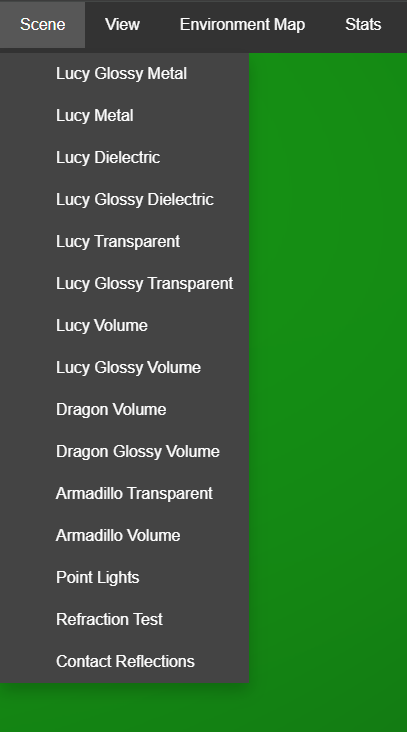 Scene View Environment Map Stats
Lucy Glossy Metal
Lucy Metal
Lucy Dielectric
Lucy Glossy Dielectric
Lucy Transparent
Lucy Glossy Transparent
Lucy Volume
Lucy Glossy Volume
Dragon Volume
Dragon Glossy Volume
Armadillo Transparent
Armadillo Volume
Point Lights
Refraction Test
Contact Reflections